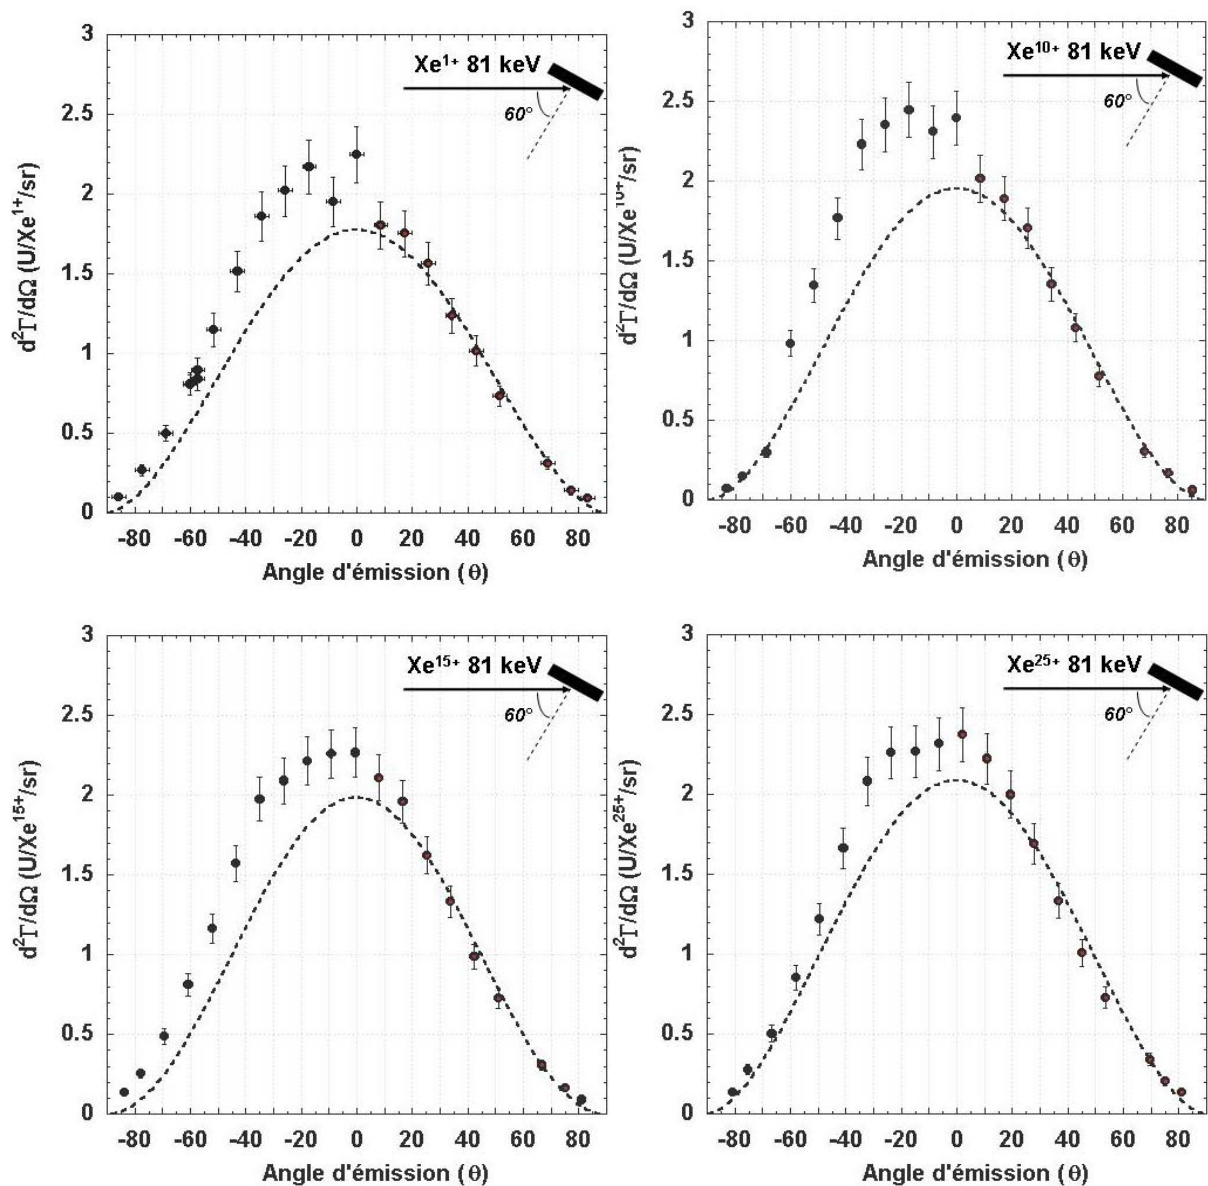 3
2.5
2
1.5
1
0.5
0
-80 -60 -40 -20 0 20 40 60 80
d²Γ/dΩ (U/Xe¹⁺/sr)
Angle d'émission (θ)
Xe¹⁺ 81 keV
60°
3
2.5
2
1.5
1
0.5
0
-80 -60 -40 -20 0 20 40 60 80
d²Γ/dΩ (U/Xe¹⁰⁺/sr)
Angle d'émission (θ)
Xe¹⁰⁺ 81 keV
60°
3
2.5
2
1.5
1
0.5
0
-80 -60 -40 -20 0 20 40 60 80
d²Γ/dΩ (U/Xe¹⁵⁺/sr)
Angle d'émission (θ)
Xe¹⁵⁺ 81 keV
60°
3
2.5
2
1.5
1
0.5
0
-80 -60 -40 -20 0 20 40 60 80
d²Γ/dΩ (U/Xe²⁵⁺/sr)
Angle d'émission (θ)
Xe²⁵⁺ 81 keV
60°